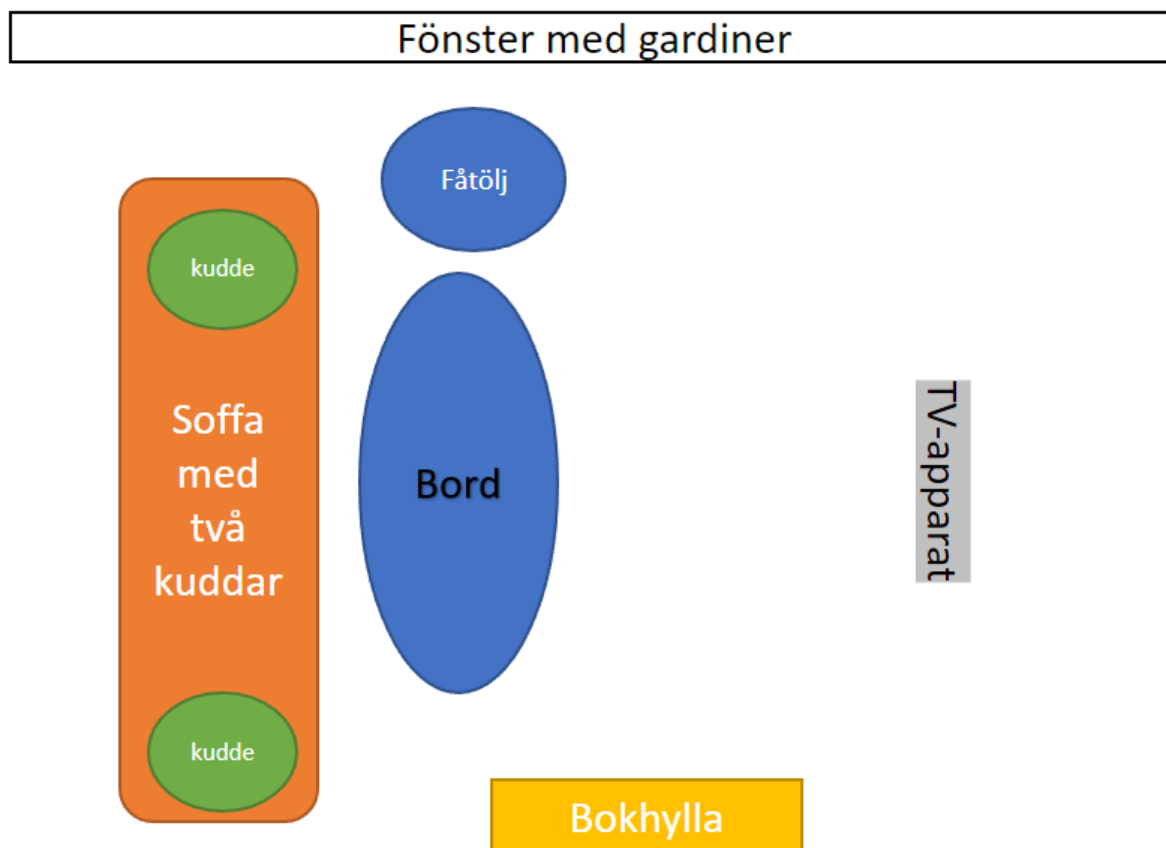 Fönster med gardiner
Fåtölj
kudde
Soffa
med
två
kuddar
Bord
TV-apparat
kudde
Bokhylla